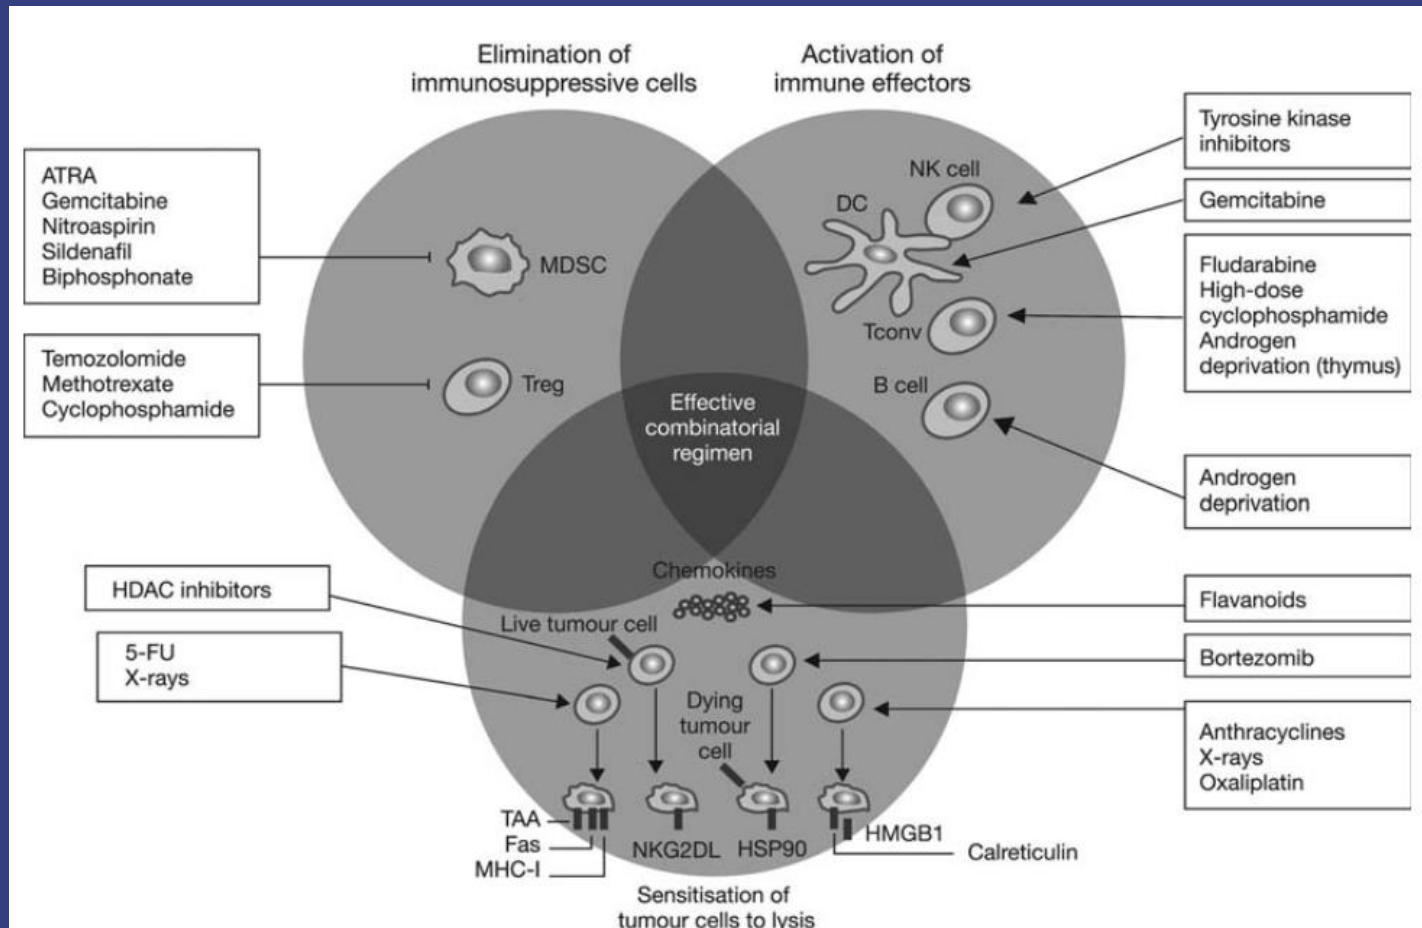 Elimination of
immunosuppressive cells
Activation of
immune effectors
ATRA
Gemcitabine
Nitroaspirin
Sildenafil
Biphosphonate
MDSC
Temozolomide
Methotrexate
Cyclophosphamide
Treg
NK cell
DC
Tconv
B cell
Tyrosine kinase
inhibitors
Gemcitabine
Fludarabine
High-dose
cyclophosphamide
Androgen
deprivation (thymus)
Androgen
deprivation
Effective
combinatorial
regimen
HDAC inhibitors
5-FU
X-rays
Chemokines
Live tumour cell
Dying
tumour
cell
Flavanoids
Bortezomib
Anthracyclines
X-rays
Oxaliplatin
TAA
Fas
MHC-I
NKG2DL
HSP90
HMGB1
Calreticulin
Sensitisation of
tumour cells to lysis